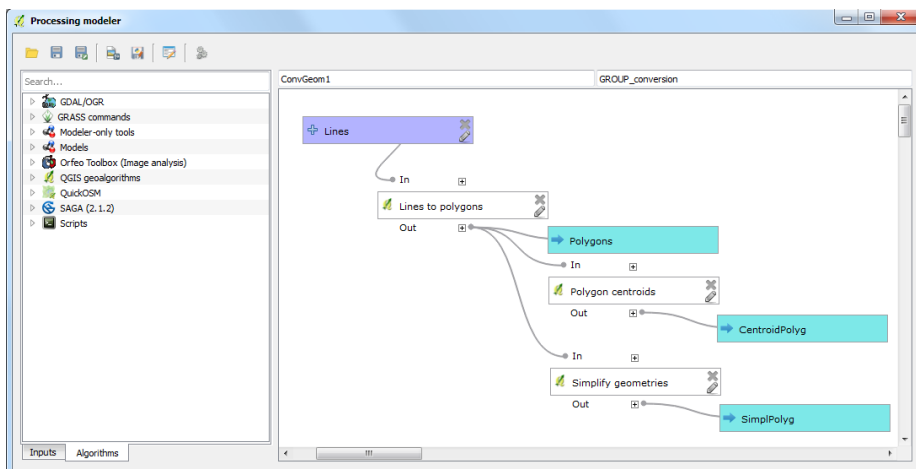 Processing modeler
Search...
GDAL/OGR
GRASS commands
Modeler-only tools
Models
Orfeo Toolbox (Image analysis)
QGIS geoalgorithms
QuickOSM
SAGA (2.1.2)
Scripts
Inputs
Algorithms
ConvGeom1
GROUP_conversion
Lines
In
Lines to polygons
Out
Polygons
In
Polygon centroids
Out
CentroidPolyg
In
Simplify geometries
Out
SimplPolyg